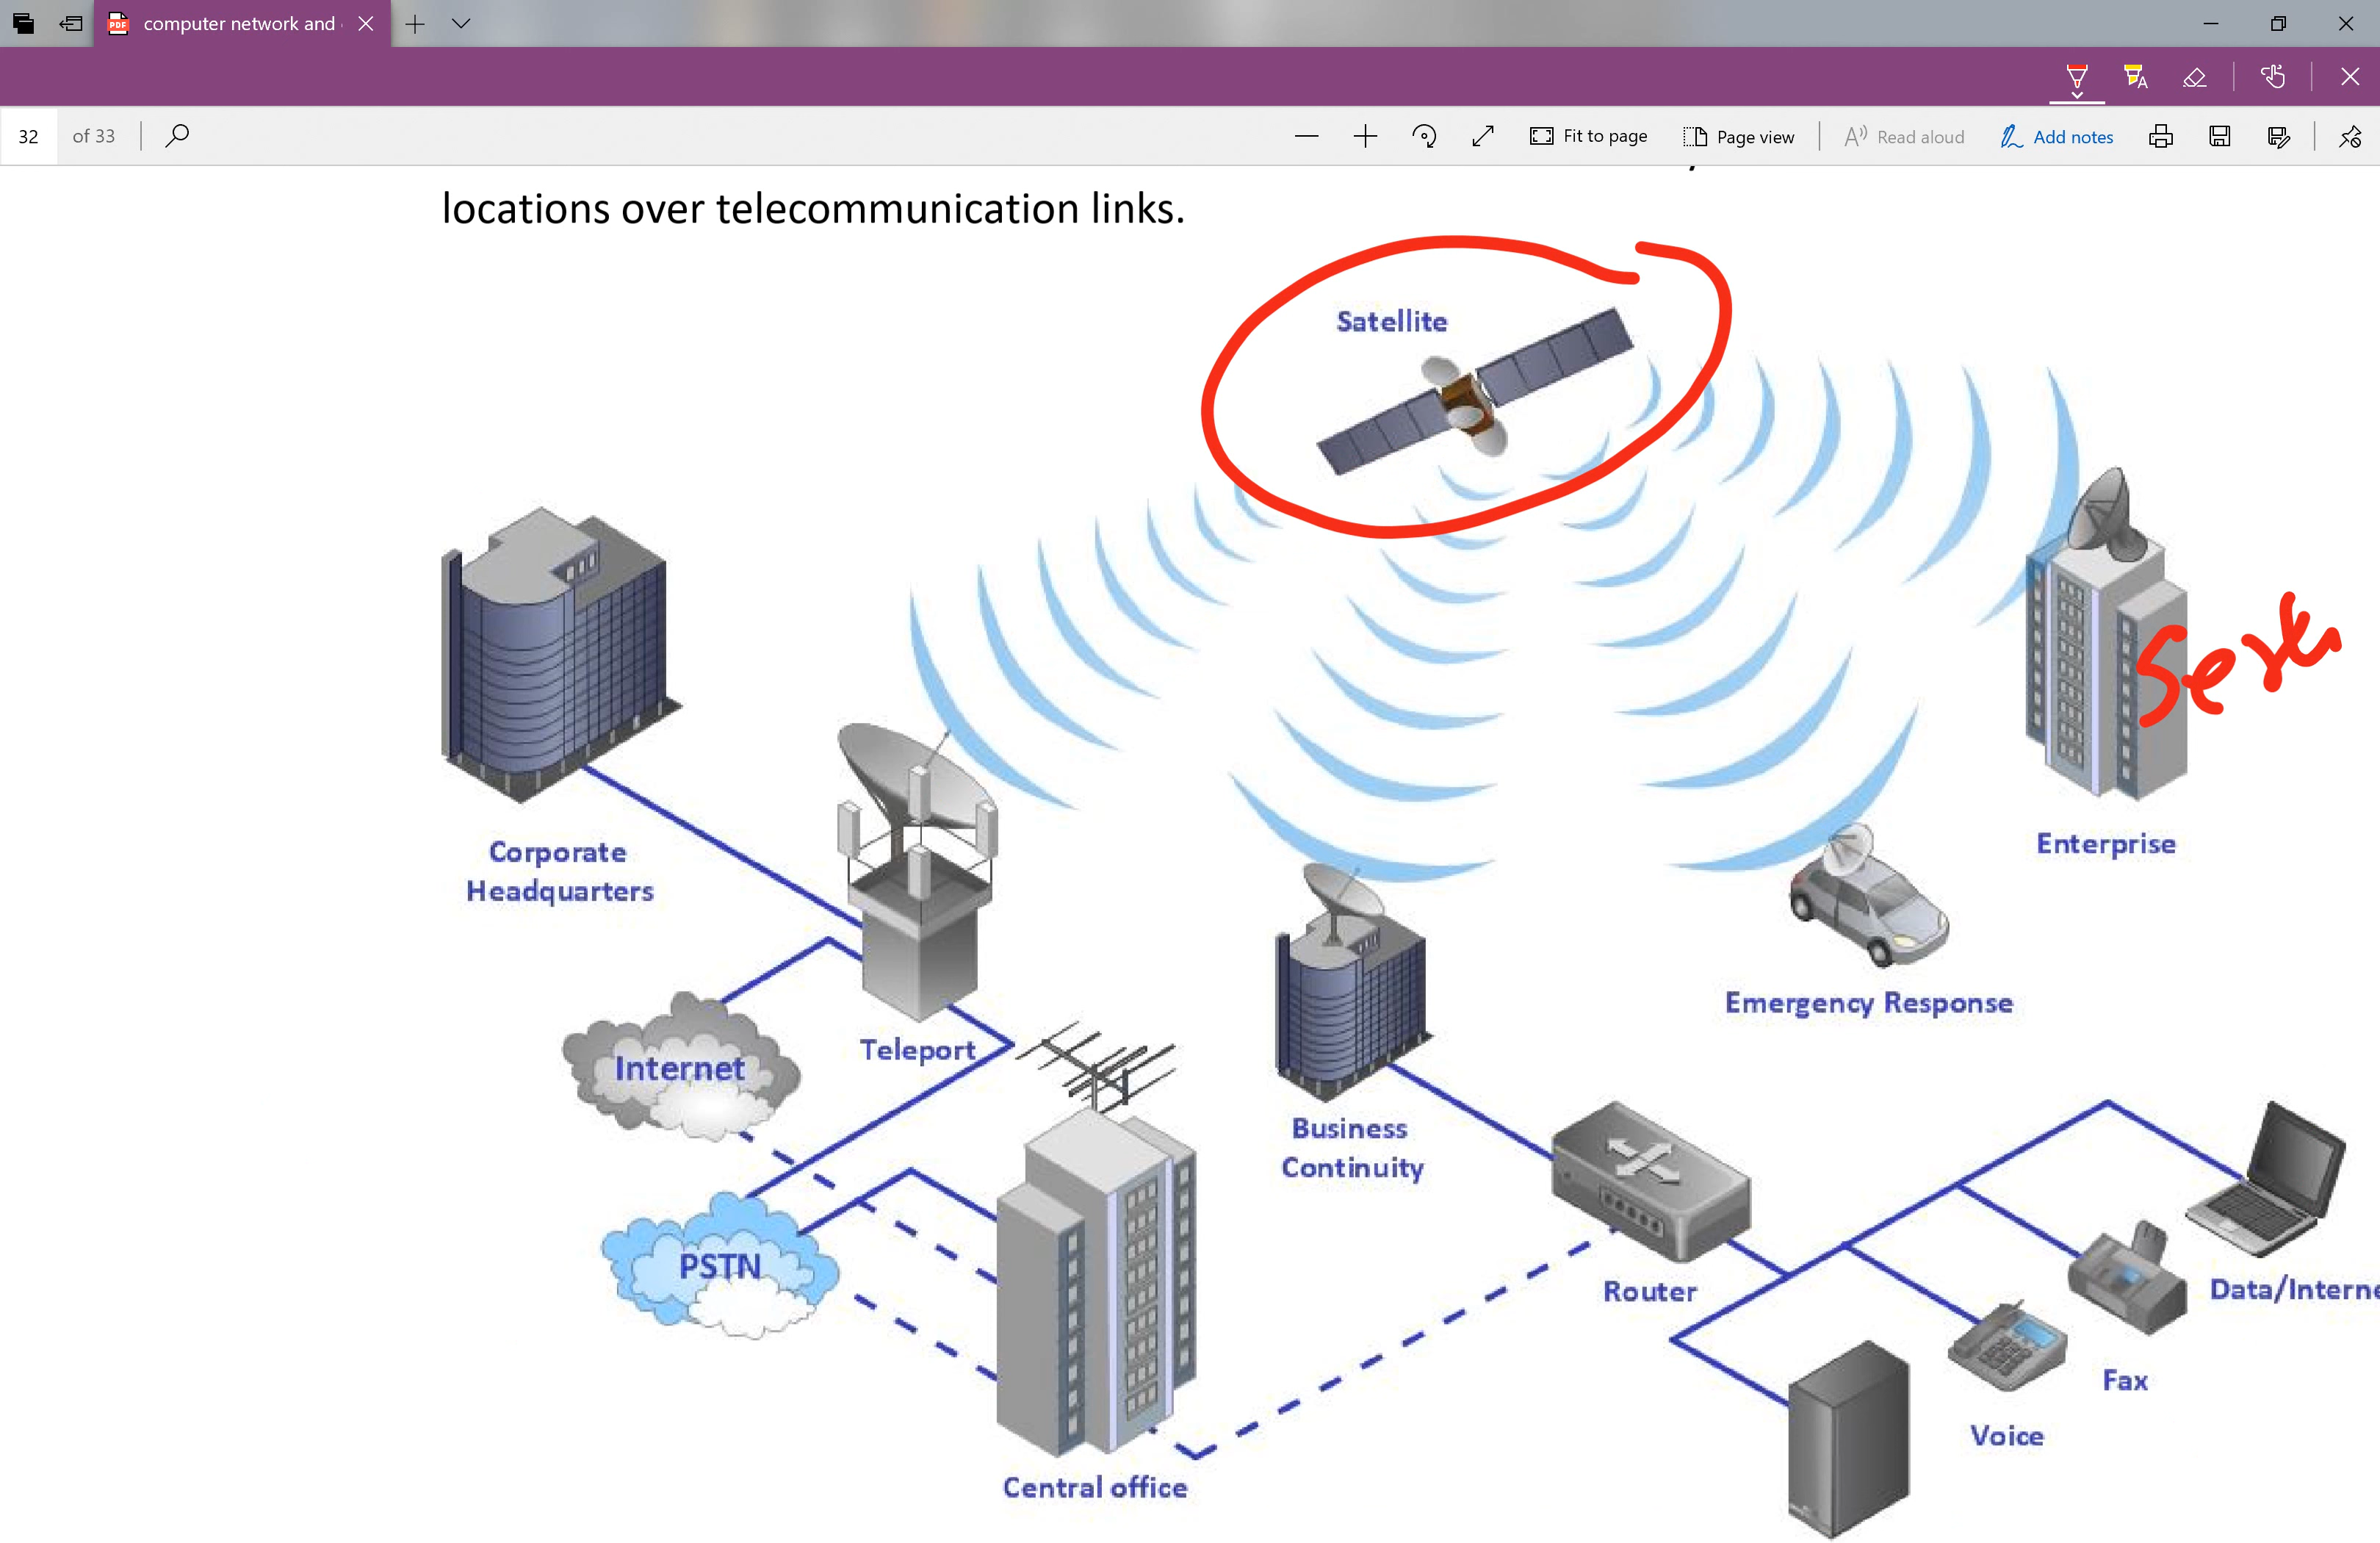 computer network and
32 of 33
Fit to page
Page view
Read aloud
Add notes
locations over telecommunication links.
Satellite
Corporate
Headquarters
Enterprise
Emergency Response
Internet
Teleport
Business
Continuity
PSTN
Router
Data/Interne
Fax
Voice
Central office